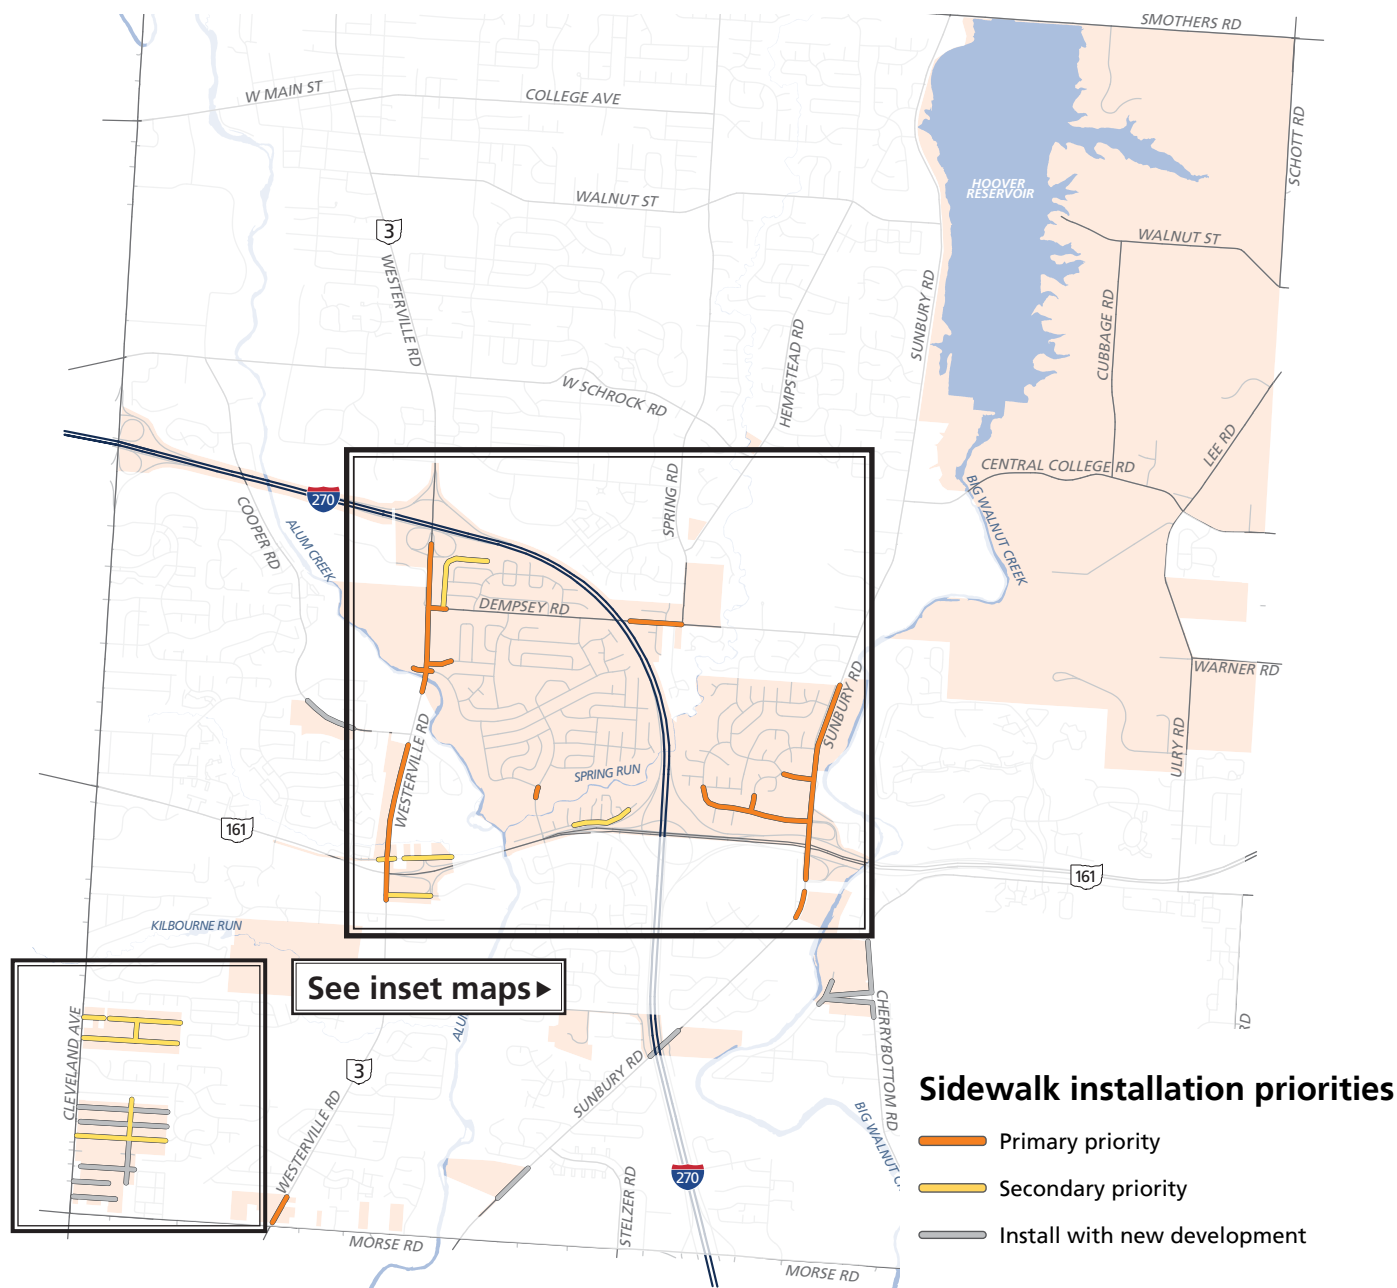 SMOTHERS RD
W MAIN ST
COLLEGE AVE
SCHOTT RD
HOOVER
RESERVOIR
WALNUT ST
3
WALNUT ST
WESTERVILLE RD
SUNBURY RD
CUBBAGE RD
HEMPSTEAD RD
W SCHROCK RD
LEE RD
CENTRAL COLLEGE RD
SPRING RD
270
COOPER RD
ALUM CREEK
BIG WALNUT CREEK
DEMPSEY RD
WARNER RD
SUNBURY RD
WESTERVILLE RD
ULRY RD
SPRING RUN
161
161
KILBOURNE RUN
See inset maps
CLEVELAND AVE
ALU
CHERRYBOTTOM RD
RD
3
SUNBURY RD
WESTERVILLE RD
BIG WALNUT C
270
STELZER RD
MORSE RD
MORSE RD
Sidewalk installation priorities
Primary priority
Secondary priority
Install with new development